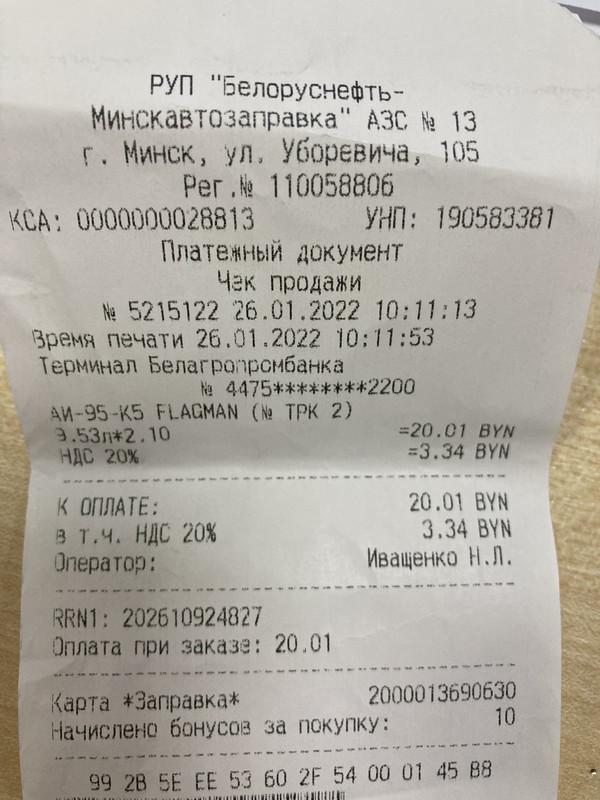 РУП "Белоруснефть-
Минскавтозаправка" АЗС № 13
г. Минск, ул. Уборевича, 105
Рег.№ 110058806
КСА: 0000000028813 УНП: 190583381
Платежный документ
Чек продажи
№ 5215122 26.01.2022 10:11:13
Время печати 26.01.2022 10:11:53
Терминал Белагропромбанка
№ 4475********2200
АИ-95-К5 FLAGMAN (№ ТРК 2)
9.53л*2.10 =20.01 BYN
НДС 20% =3.34 BYN
К ОПЛАТЕ: 20.01 BYN
в т.ч. НДС 20% 3.34 BYN
Оператор: Иващенко Н.Л.
RRN1: 202610924827
Оплата при заказе: 20.01
Карта *Заправка* 2000013690630
Начислено бонусов за покупку: 10
99 2B 5E EE 53 60 2F 54 00 01 45 B8